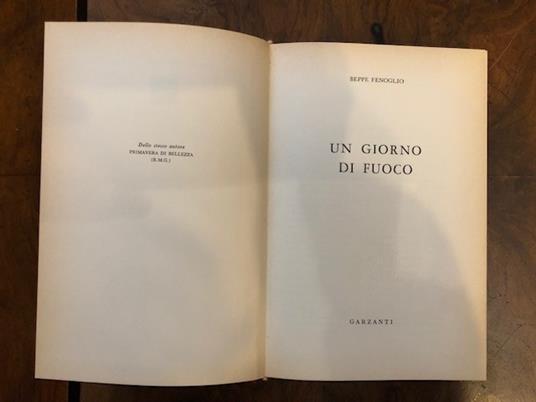 Dello stesso autore
PRIMAVERA DI BELLEZZA
(R.M.G.)
BEPPE FENOGLIO
UN GIORNO
DI FUOCO
GARZANTI